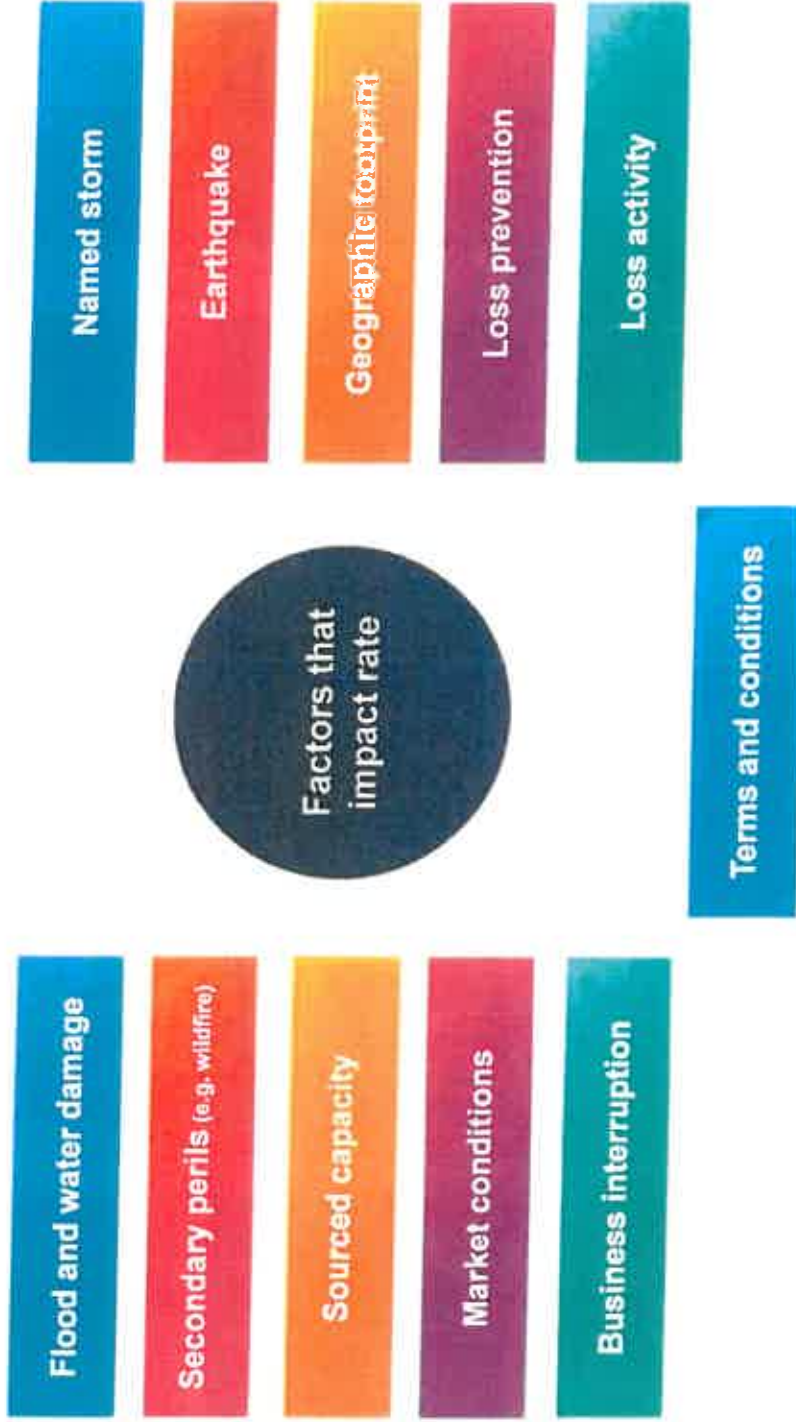 Flood and water damage
Secondary perils (e.g. wildfire)
Sourced capacity
Market conditions
Business interruption
Factors that
impact rate
Terms and conditions
Named storm
Earthquake
Geographic footprint
Loss prevention
Loss activity